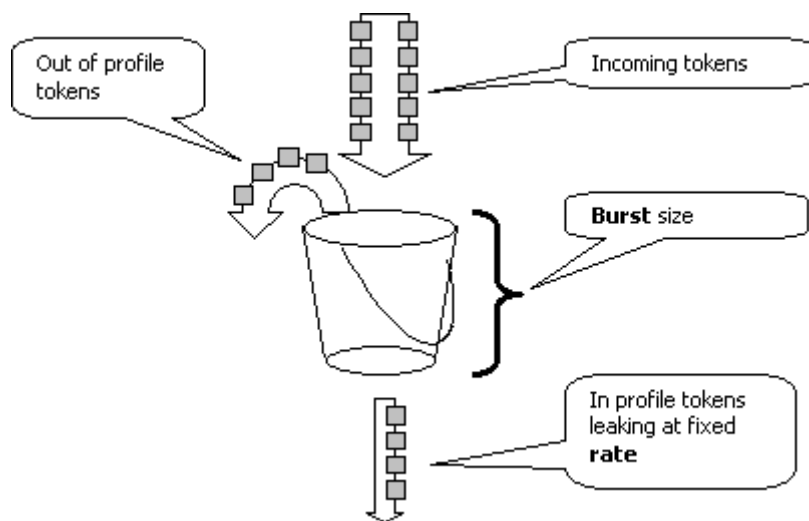 Out of profile
tokens
Incoming tokens
Burst size
In profile tokens
leaking at fixed
rate